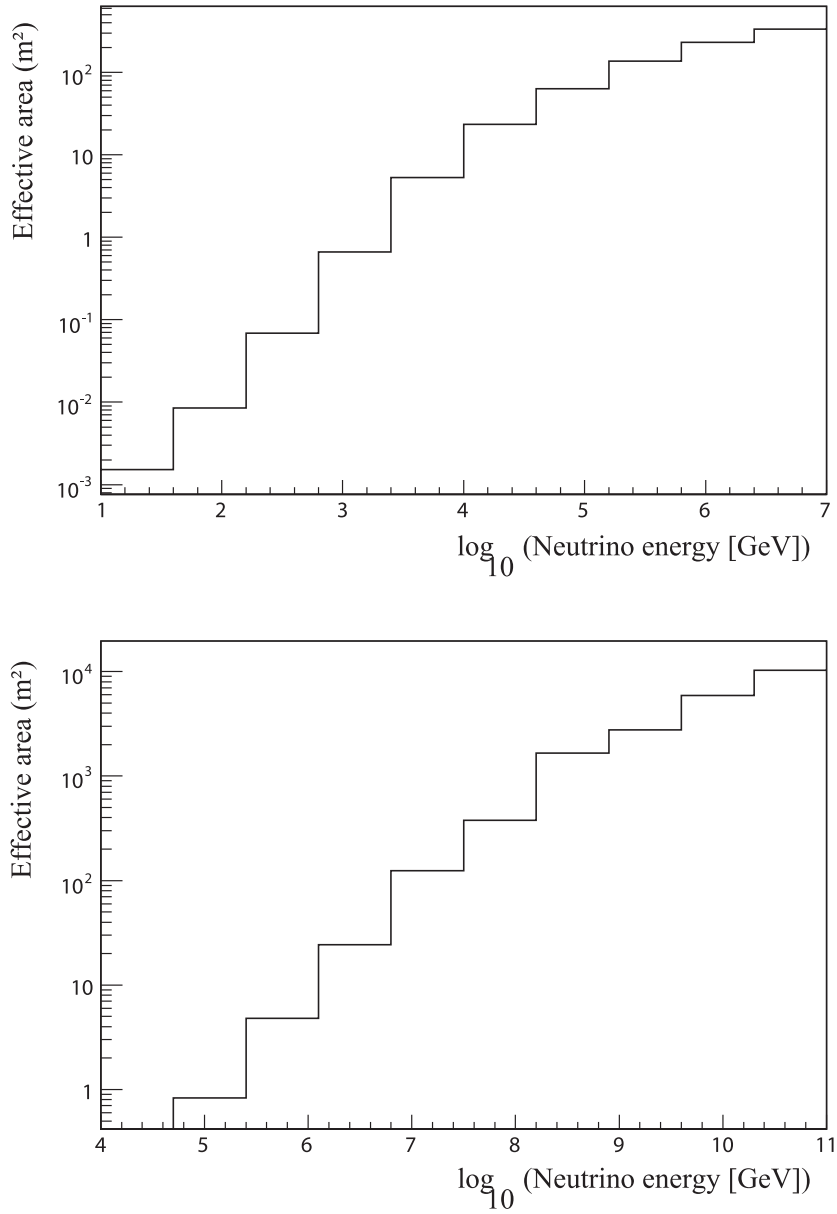 Effective area (m²)
10²
10
1
10⁻¹
10⁻²
10⁻³
1 2 3 4 5 6 7
log₁₀ (Neutrino energy [GeV])
Effective area (m²)
10⁴
10³
10²
10
1
4 5 6 7 8 9 10 11
log₁₀ (Neutrino energy [GeV])